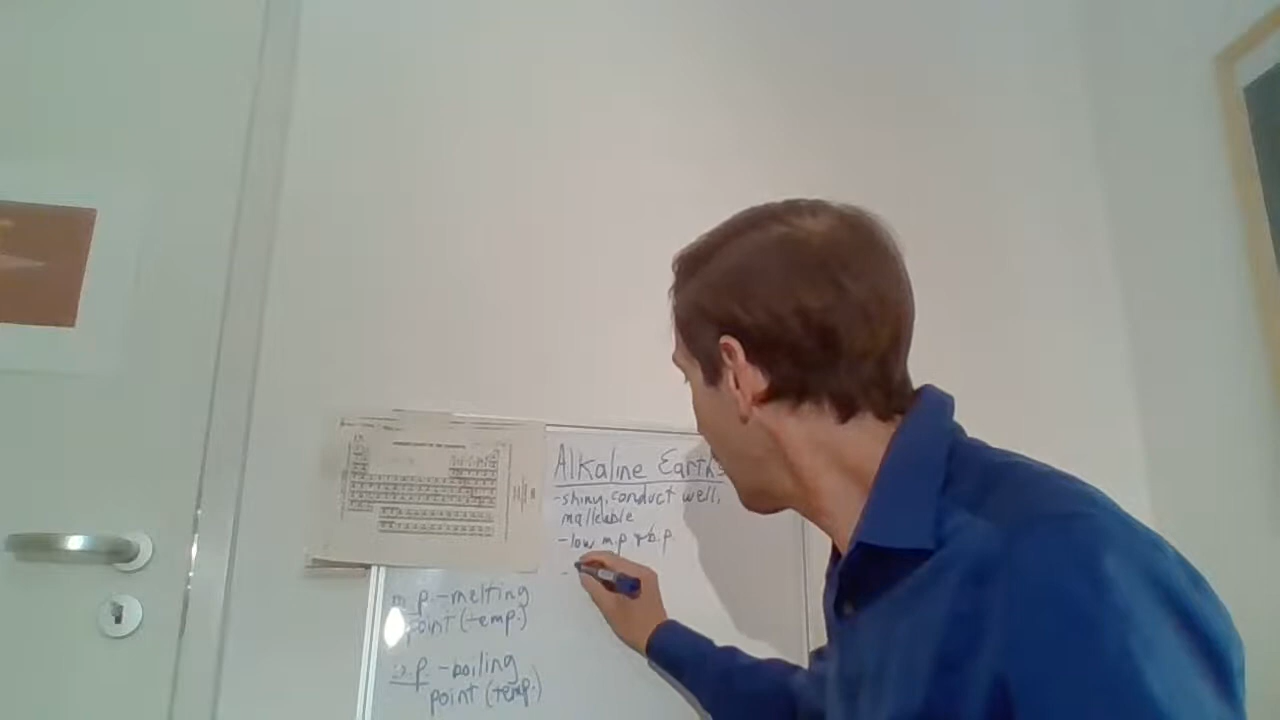 Alkaline Earths
-shiny, conduct well,
malleable
-low m.p & b.p.
-
m.p.-melting
point (temp.)
b.p. -boiling
point (temp.)